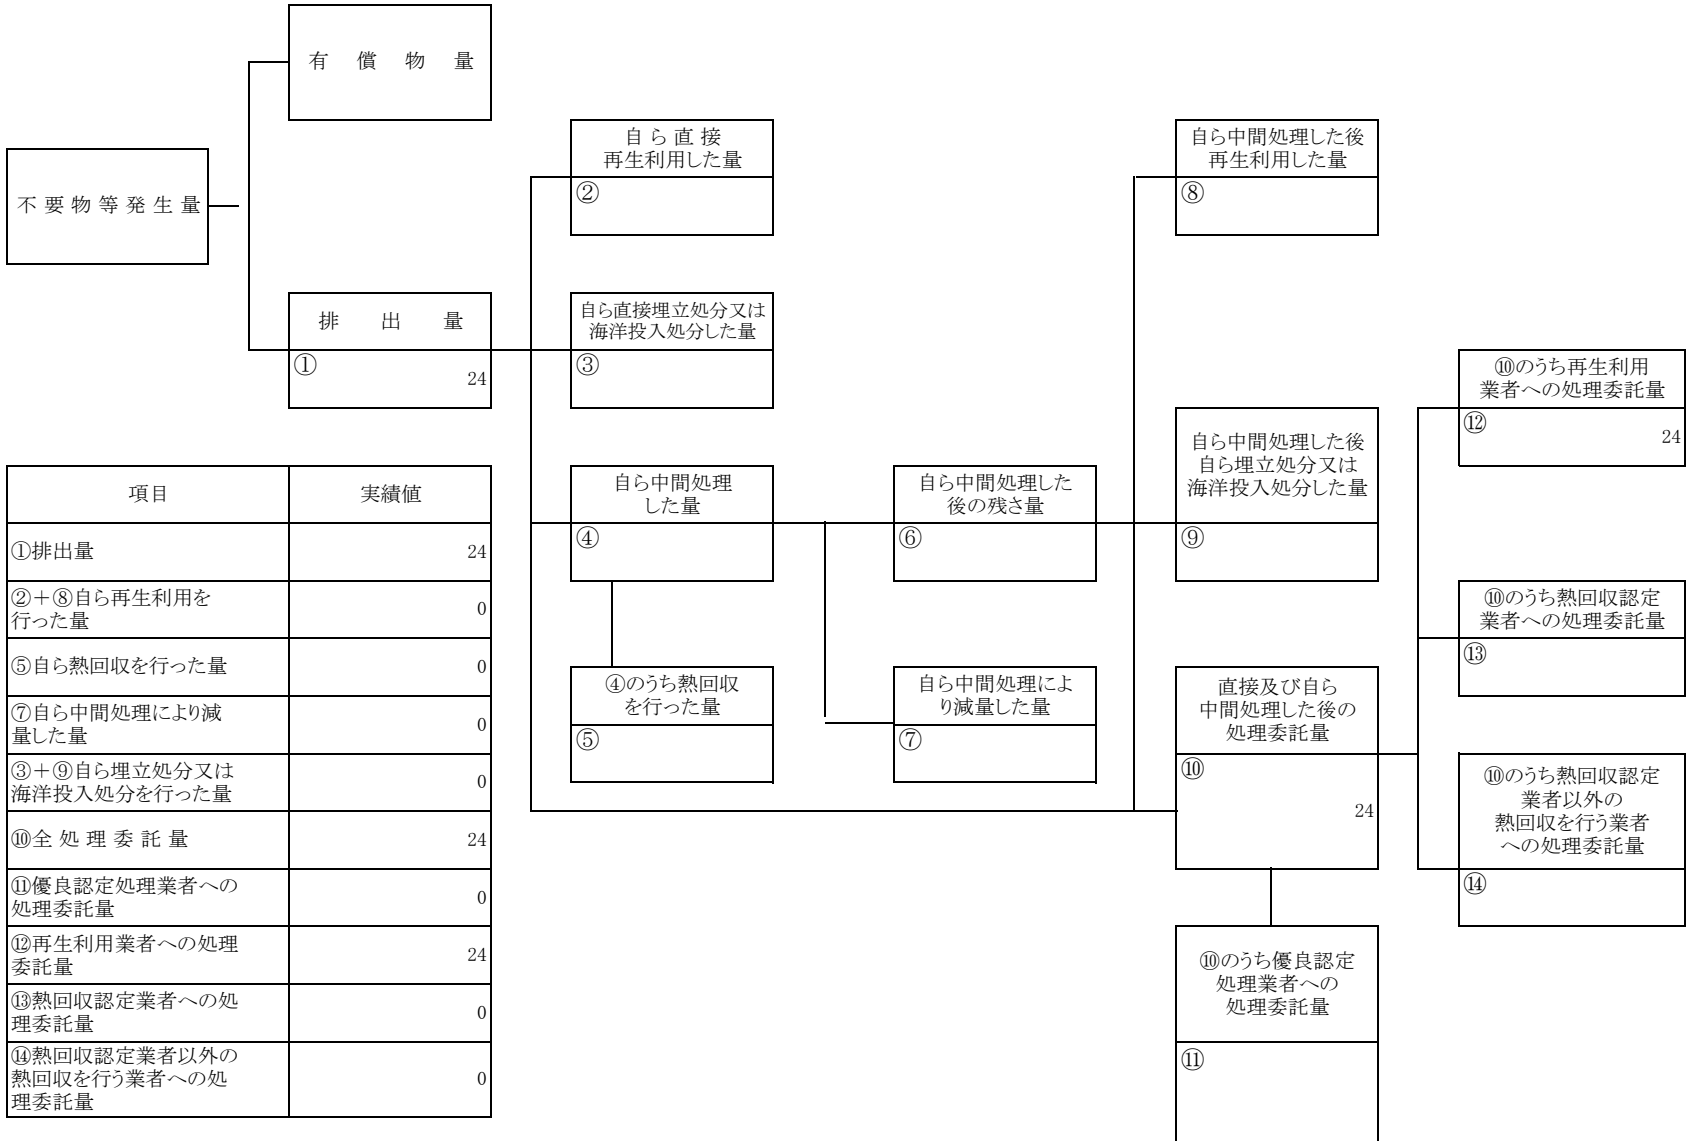 有償物量
不要物等発生量
排出量
①
24
自ら直接
再生利用した量
②
自ら直接埋立処分又は
海洋投入処分した量
③
自ら中間処理
した量
④
④のうち熱回収
を行った量
⑤
自ら中間処理した
後の残さ量
⑥
自ら中間処理によ
り減量した量
⑦
自ら中間処理した後
再生利用した量
⑧
自ら中間処理した後
自ら埋立処分又は
海洋投入処分した量
⑨
直接及び自ら
中間処理した後の
処理委託量
⑩
24
⑩のうち優良認定
処理業者への
処理委託量
⑪
⑩のうち再生利用
業者への処理委託量
⑫
24
⑩のうち熱回収認定
業者への処理委託量
⑬
⑩のうち熱回収認定
業者以外の
熱回収を行う業者
への処理委託量
⑭
項目 実績値
①排出量 24
②+⑧自ら再生利用を
行った量 0
⑤自ら熱回収を行った量 0
⑦自ら中間処理により減
量した量 0
③+⑨自ら埋立処分又は
海洋投入処分を行った量 0
⑩全処理委託量 24
⑪優良認定処理業者への
処理委託量 0
⑫再生利用業者への処理
委託量 24
⑬熱回収認定業者への処
理委託量 0
⑭熱回収認定業者以外の
熱回収を行う業者への処
理委託量 0